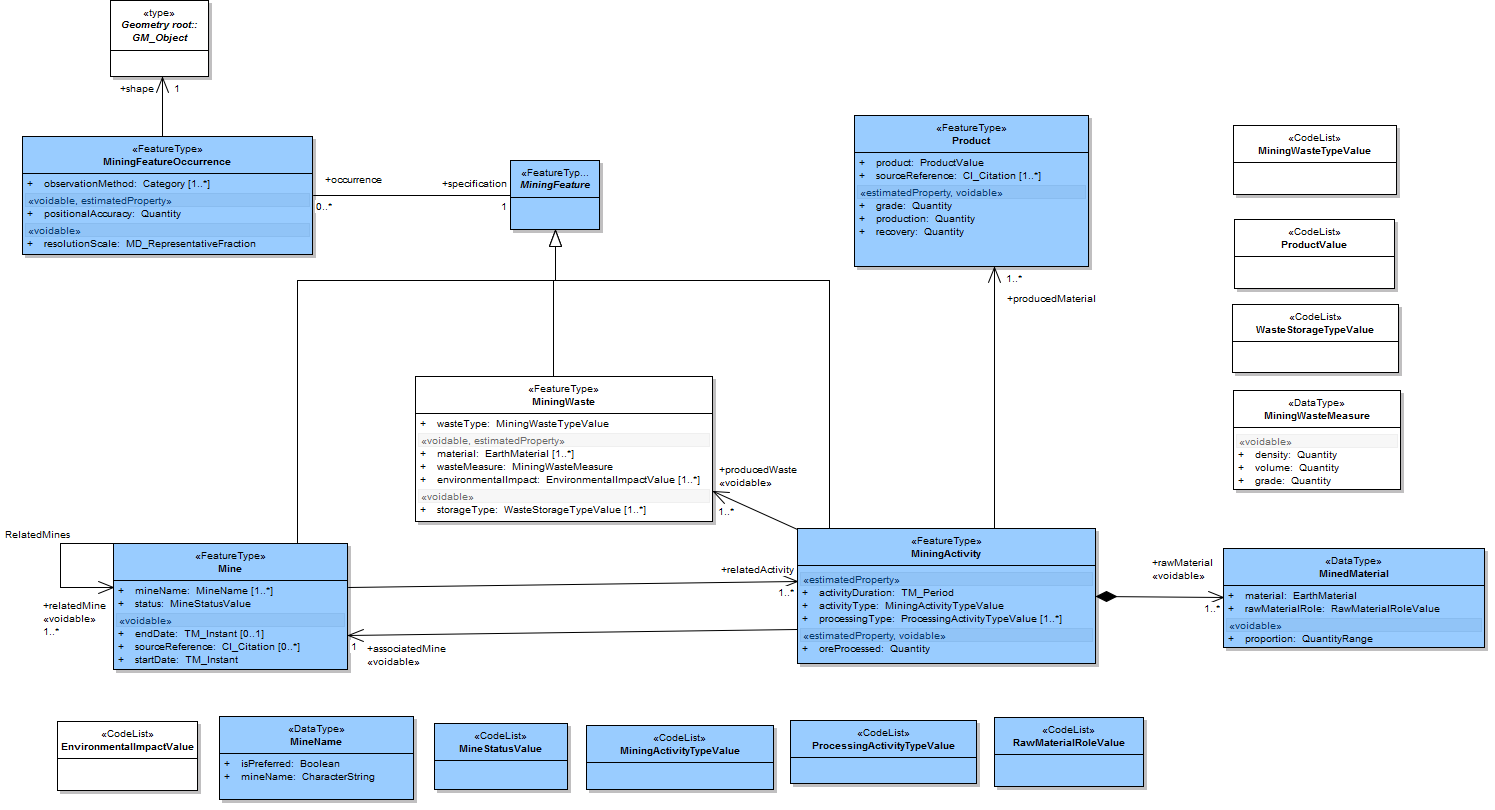 «type»
Geometry root::
GM_Object
+shape
1
«FeatureType»
MiningFeatureOccurrence
+ observationMethod: Category [1..*]
«voidable, estimatedProperty»
+ positionalAccuracy: Quantity
«voidable»
+ resolutionScale: MD_RepresentativeFraction
+occurrence
0..*
+specification
1
«FeatureTyp...
MiningFeature
«FeatureType»
Product
+ product: ProductValue
+ sourceReference: CI_Citation [1..*]
«estimatedProperty, voidable»
+ grade: Quantity
+ production: Quantity
+ recovery: Quantity
1..*
+producedMaterial
«CodeList»
MiningWasteTypeValue
«CodeList»
ProductValue
«CodeList»
WasteStorageTypeValue
«DataType»
MiningWasteMeasure
«voidable»
+ density: Quantity
+ volume: Quantity
+ grade: Quantity
«FeatureType»
MiningWaste
+ wasteType: MiningWasteTypeValue
«voidable, estimatedProperty»
+ material: EarthMaterial [1..*]
+ wasteMeasure: MiningWasteMeasure
+ environmentalImpact: EnvironmentalImpactValue [1..*]
«voidable»
+ storageType: WasteStorageTypeValue [1..*]
+producedWaste
«voidable»
1..*
RelatedMines
+relatedMine
«voidable»
1..*
«FeatureType»
Mine
+ mineName: MineName [1..*]
+ status: MineStatusValue
«voidable»
+ endDate: TM_Instant [0..1]
+ sourceReference: CI_Citation [0..*]
+ startDate: TM_Instant
+relatedActivity
1..*
1
+associatedMine
«voidable»
«FeatureType»
MiningActivity
«estimatedProperty»
+ activityDuration: TM_Period
+ activityType: MiningActivityTypeValue
+ processingType: ProcessingActivityTypeValue [1..*]
«estimatedProperty, voidable»
+ oreProcessed: Quantity
+rawMaterial
«voidable»
1..*
«DataType»
MinedMaterial
+ material: EarthMaterial
+ rawMaterialRole: RawMaterialRoleValue
«voidable»
+ proportion: QuantityRange
«CodeList»
EnvironmentalImpactValue
«DataType»
MineName
+ isPreferred: Boolean
+ mineName: CharacterString
«CodeList»
MineStatusValue
«CodeList»
MiningActivityTypeValue
«CodeList»
ProcessingActivityTypeValue
«CodeList»
RawMaterialRoleValue